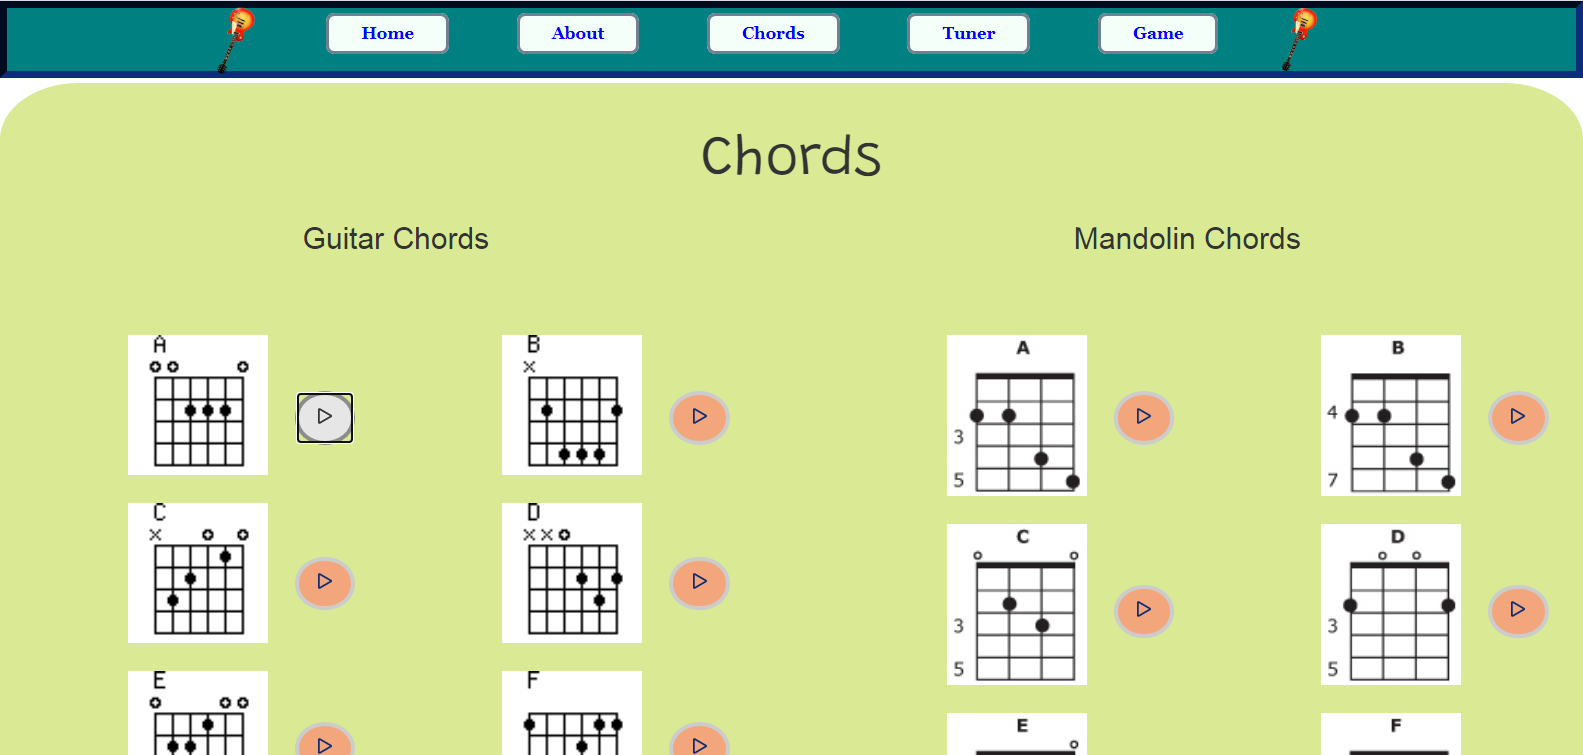 Home About Chords Tuner Game
Chords
Guitar Chords Mandolin Chords
A B A B
x
3 4
5 7
C D C D
x x x
3 3
5 5
E F E F